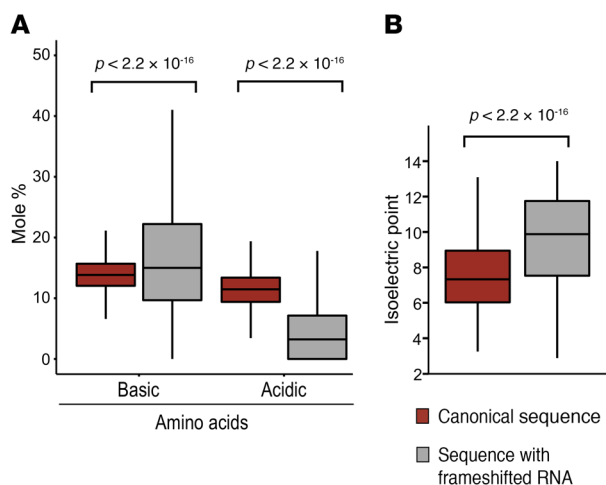 A
p < 2.2 × 10-16
p < 2.2 × 10-16
50
40
30
20
10
0
Mole %
Basic
Acidic
Amino acids
B
p < 2.2 × 10-16
14
12
10
8
6
4
2
Isoelectric point
Canonical sequence
Sequence with
frameshifted RNA